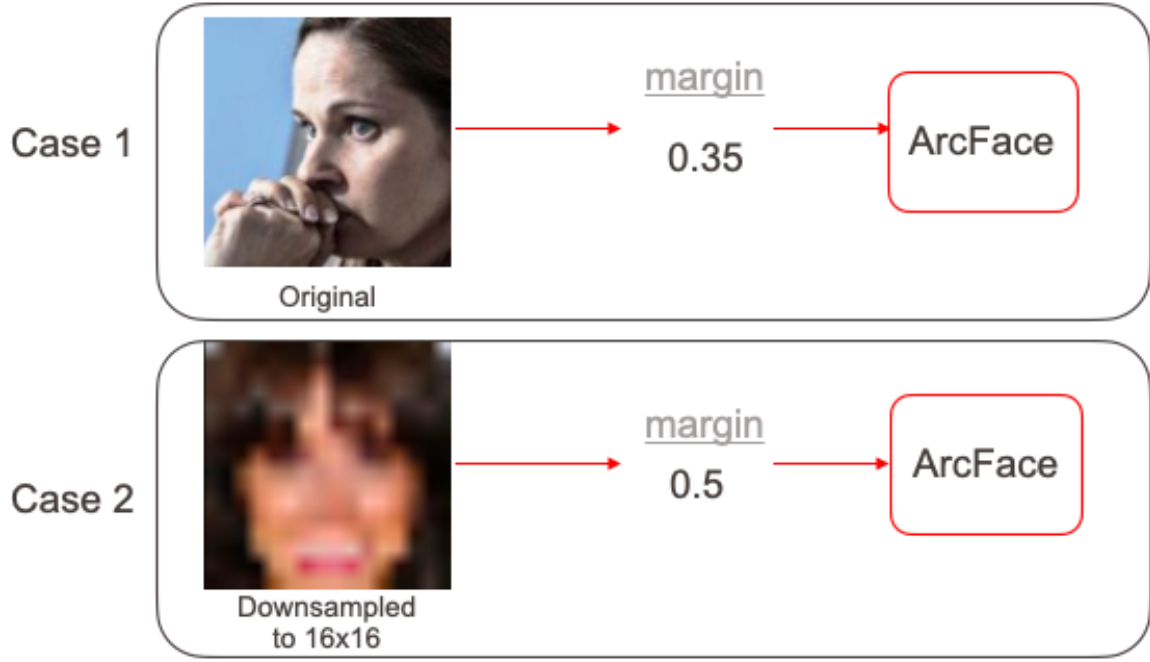 Case 1
Original
margin
0.35
ArcFace
Case 2
Downsampled
to 16x16
margin
0.5
ArcFace